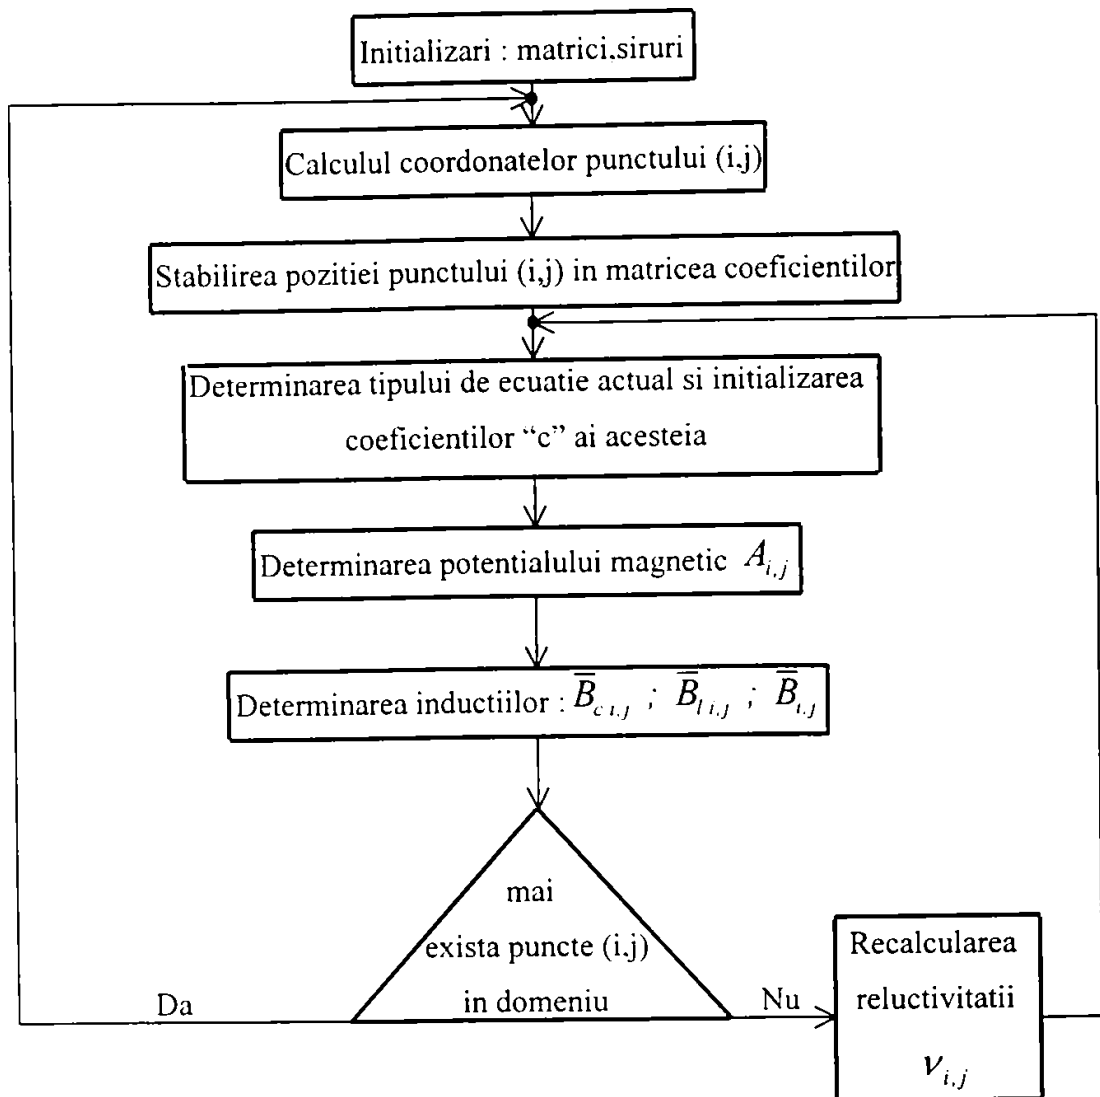 Initializari : matrici.siruri
Calculul coordonatelor punctului (i.j)
Stabilirea pozitiei punctului (i,j) in matricea coeficientilor
Determinarea tipului de ecuatie actual si initializarea
coeficientilor “c” ai acesteia
Determinarea potentialului magnetic A_{i,j}
Determinarea inductiilor : B̅_{c i,j} ; B̅_{l i,j} ; B̅_{i,j}
mai
exista puncte (i.j)
in domeniu
Da
Nu
Recalcularea
reluctivitatii
ν_{i,j}